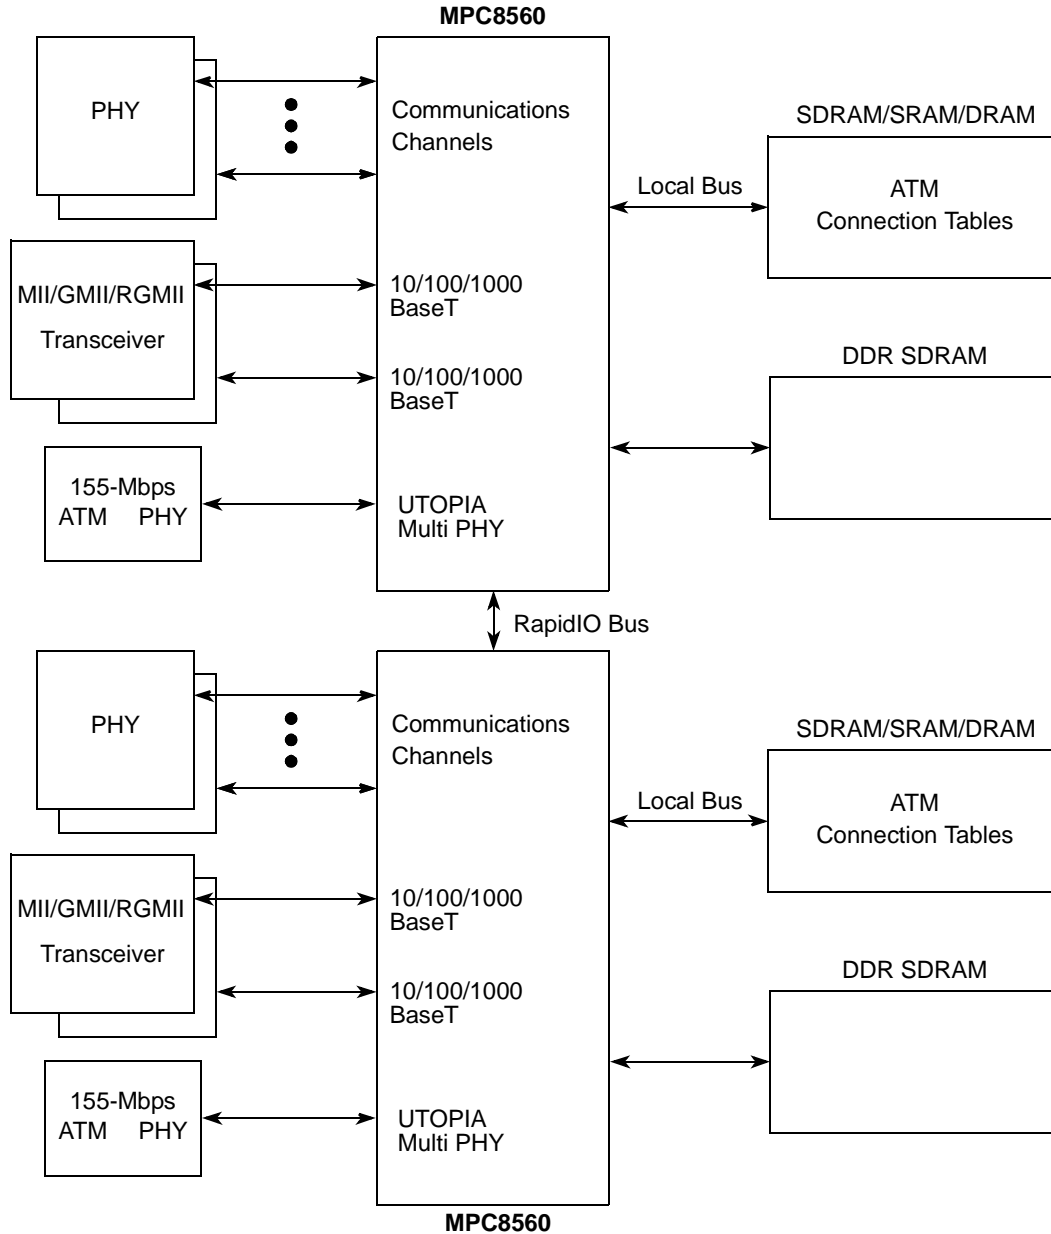 MPC8560
PHY
Communications
Channels
SDRAM/SRAM/DRAM
Local Bus
ATM
Connection Tables
MII/GMII/RGMII
Transceiver
10/100/1000
BaseT
10/100/1000
BaseT
DDR SDRAM
155-Mbps
ATM PHY
UTOPIA
Multi PHY
RapidIO Bus
PHY
Communications
Channels
SDRAM/SRAM/DRAM
Local Bus
ATM
Connection Tables
MII/GMII/RGMII
Transceiver
10/100/1000
BaseT
10/100/1000
BaseT
DDR SDRAM
155-Mbps
ATM PHY
UTOPIA
Multi PHY
MPC8560